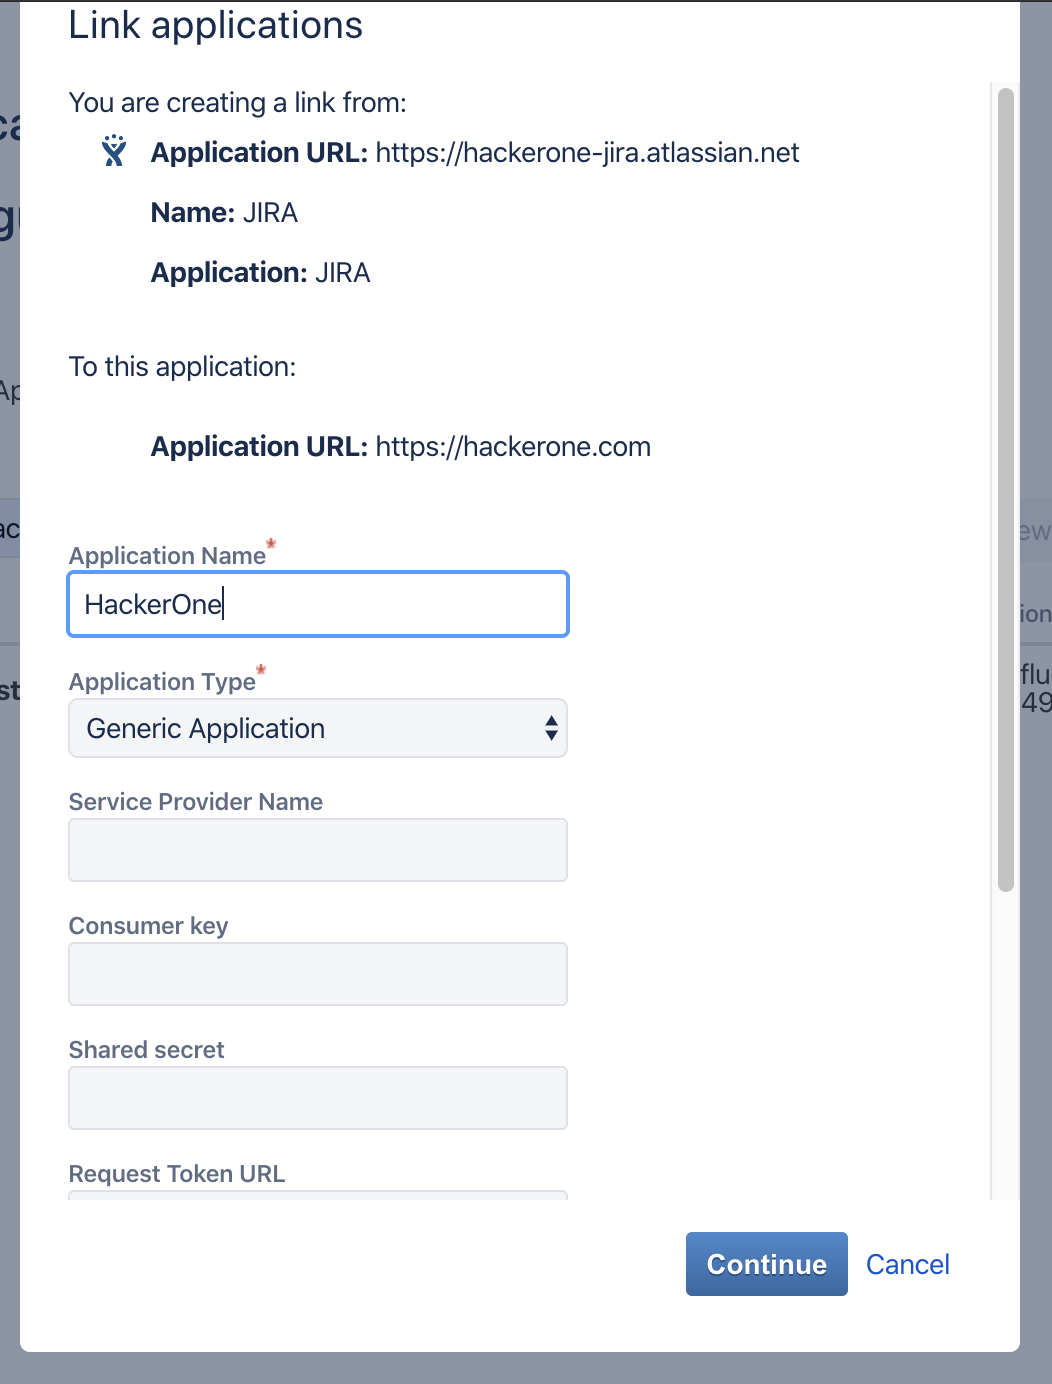 Link applications
You are creating a link from:
Application URL: https://hackerone-jira.atlassian.net
Name: JIRA
Application: JIRA
To this application:
Application URL: https://hackerone.com
Application Name*
HackerOne
Application Type*
Generic Application
Service Provider Name
Consumer key
Shared secret
Request Token URL
Continue Cancel